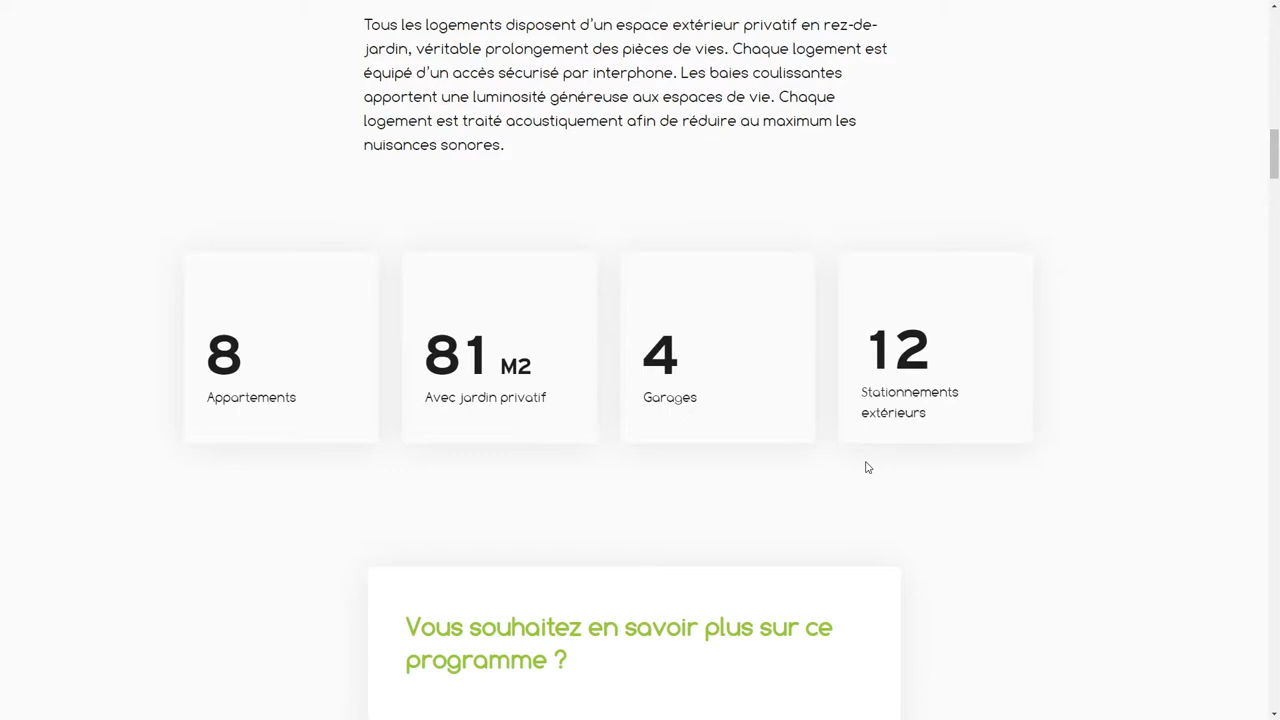 Tous les logements disposent d'un espace extérieur privatif en rez-de-
jardin, véritable prolongement des pièces de vies. Chaque logement est
équipé d'un accès sécurisé par interphone. Les baies coulissantes
apportent une luminosité généreuse aux espaces de vie. Chaque
logement est traité acoustiquement afin de réduire au maximum les
nuisances sonores.
8
Appartements
81 M2
Avec jardin privatif
4
Garages
12
Stationnements
extérieurs
Vous souhaitez en savoir plus sur ce
programme ?